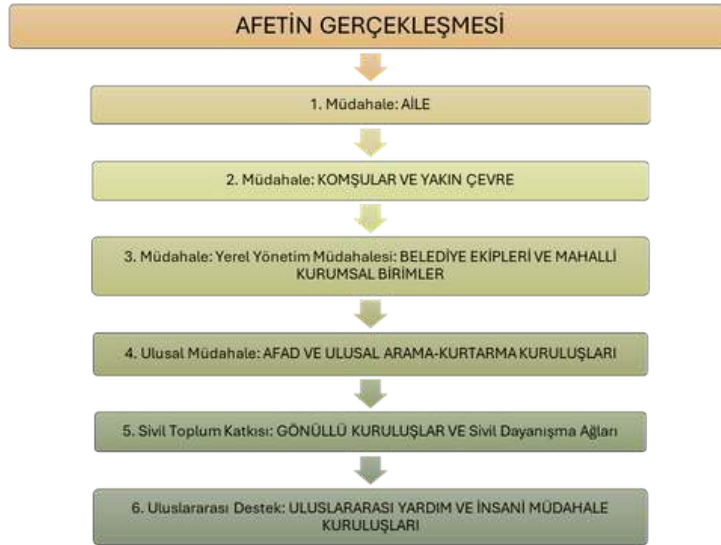 AFETİN GERÇEKLEŞMESİ
1. Müdahale: AİLE
2. Müdahale: KOMŞULAR VE YAKIN ÇEVRE
3. Müdahale: Yerel Yönetim Müdahalesi: BELEDİYE EKİPLERİ VE MAHALLİ
KURUMSAL BİRİMLER
4. Ulusal Müdahale: AFAD VE ULUSAL ARAMA-KURTARMA KURULUŞLARI
5. Sivil Toplum Katkısı: GÖNÜLLÜ KURULUŞLAR VE Sivil Dayanışma Ağları
6. Uluslararası Destek: ULUSLARARASI YARDIM VE İNSANİ MÜDAHALE
KURULUŞLARI